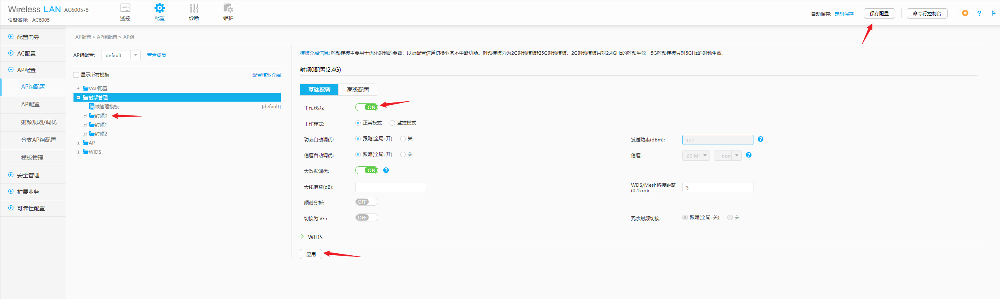 Wireless LAN AC6005-8
设备名称: AC6005
监控
配置
诊断
维护
自动保存: 定时保存
保存配置
命令行控制台
?
配置向导
AC配置
AP配置
AP组配置
AP配置
射频规划/调优
分支AP组配置
模板管理
安全管理
扩展业务
可靠性配置
AP配置 > AP组配置 > AP组
AP组配置: default 查看成员
显示所有模板 配置模型介绍
VAP配置
射频管理
域管理模板 [default]
射频0
射频1
射频2
AP
WIDS
模板介绍信息: 射频模板主要用于优化射频的参数，以及配置信道切换业务不中断功能。射频模板分为2G射频模板和5G射频模板，2G射频模板只对2.4GHz的射频生效，5G射频模板只对5GHz的射频生效。
射频0配置(2.4G)
基础配置 高级配置
工作状态: ON
工作模式: 正常模式 监控模式
功率自动调优: 跟随(全局: 开) 关 发送功率(dBm): 127 ?
信道自动调优: 跟随(全局: 开) 关 信道: 20 MH - none ?
大数据调优: ON ?
天线增益(dB): WDS/Mesh桥接距离
(0.1km): 3
频谱分析: OFF
切换为5G : OFF 冗余射频切换: 跟随(全局: 关) 关
WIDS
应用